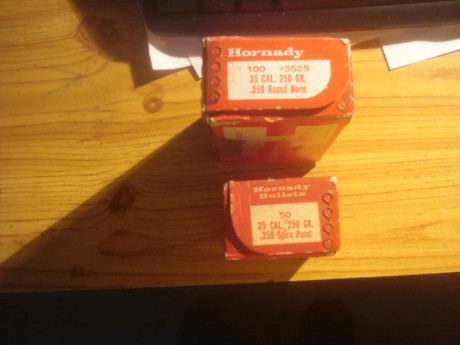 Hornady
100 #3525
35 CAL. 250 GR.
.358 Round Nose
Hornady
Bullets
50
35 CAL. 250 GR.
.358 Spire Point